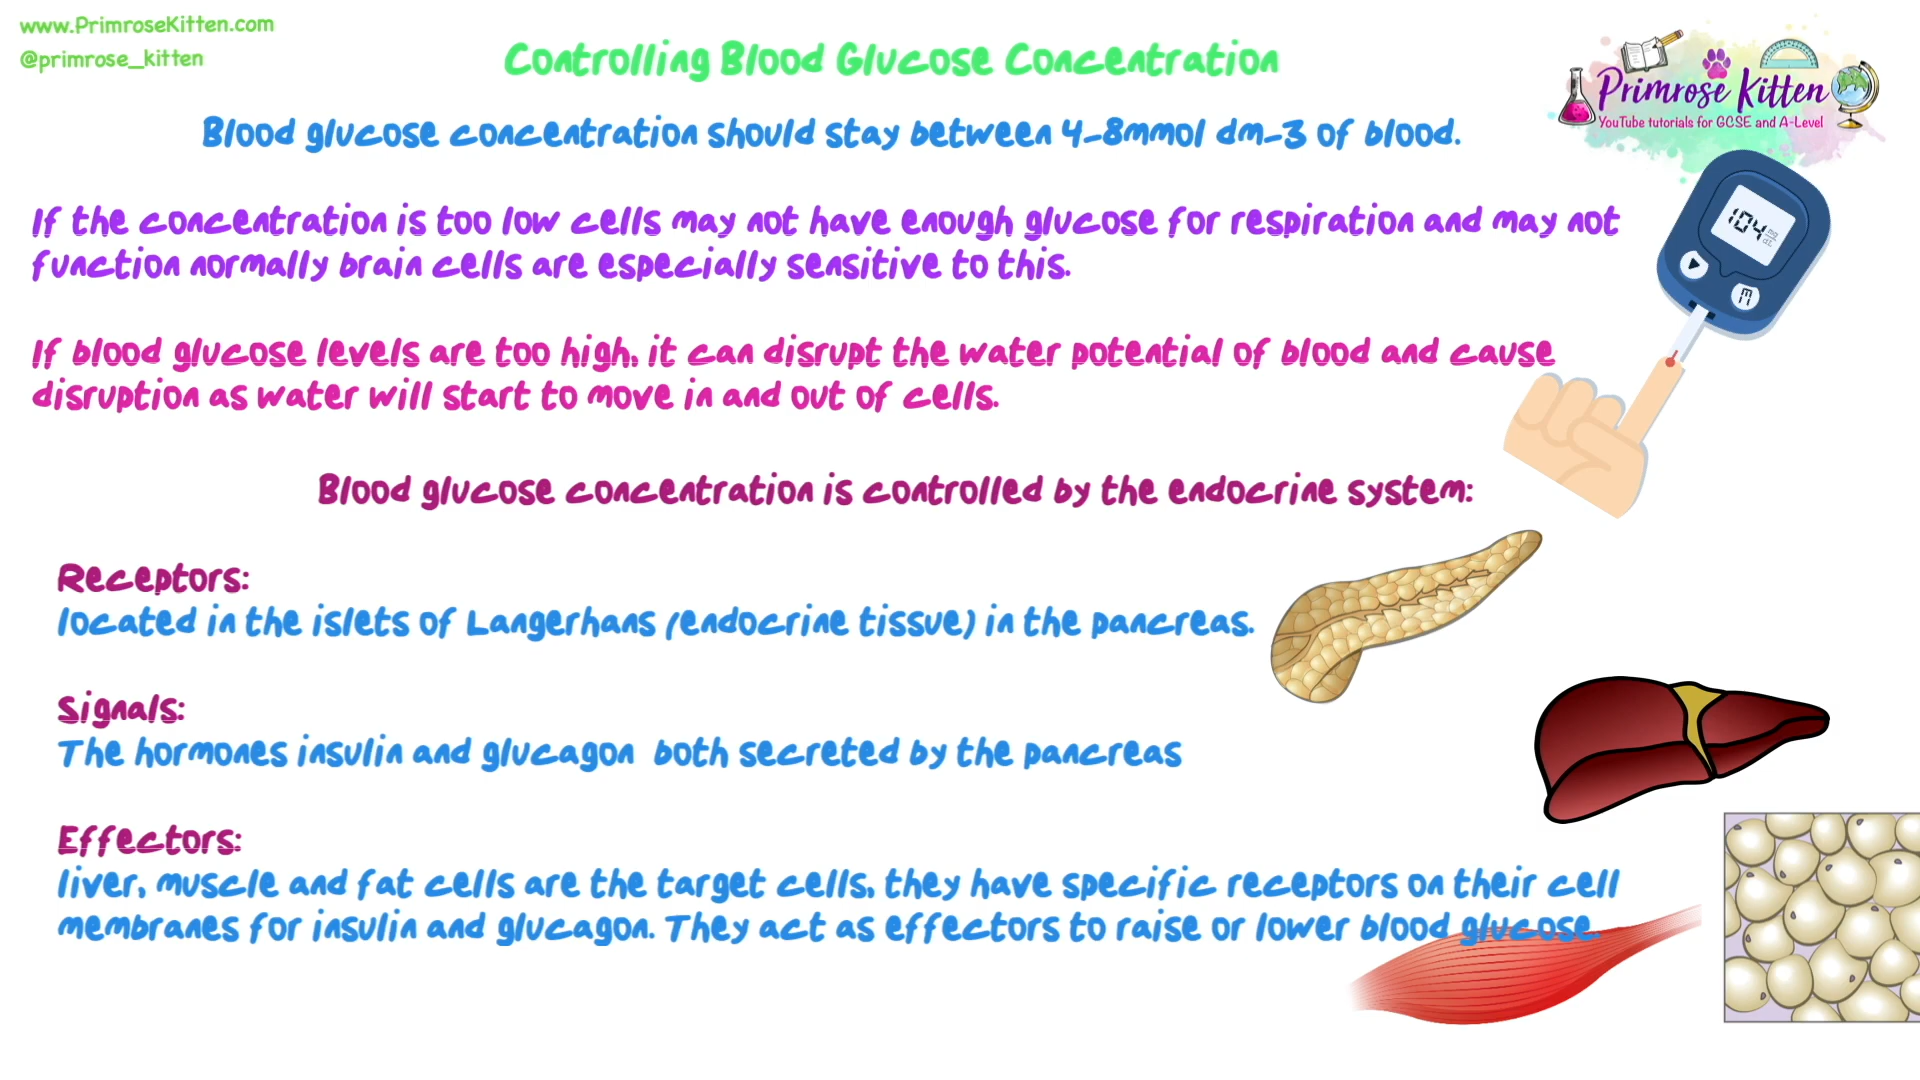 www.PrimroseKitten.com
@primrose_kitten
Controlling Blood Glucose Concentration
Primrose Kitten
YouTube tutorials for GCSE and A-Level
Blood glucose concentration should stay between 4-8mmol dm-3 of blood.
If the concentration is too low cells may not have enough glucose for respiration and may not
function normally brain cells are especially sensitive to this.
104 mg/dL
M
If blood glucose levels are too high, it can disrupt the water potential of blood and cause
disruption as water will start to move in and out of cells.
Blood glucose concentration is controlled by the endocrine system:
Receptors:
located in the islets of Langerhans (endocrine tissue) in the pancreas.
Signals:
The hormones insulin and glucagon both secreted by the pancreas
Effectors:
liver, muscle and fat cells are the target cells, they have specific receptors on their cell
membranes for insulin and glucagon. They act as effectors to raise or lower blood glucose.